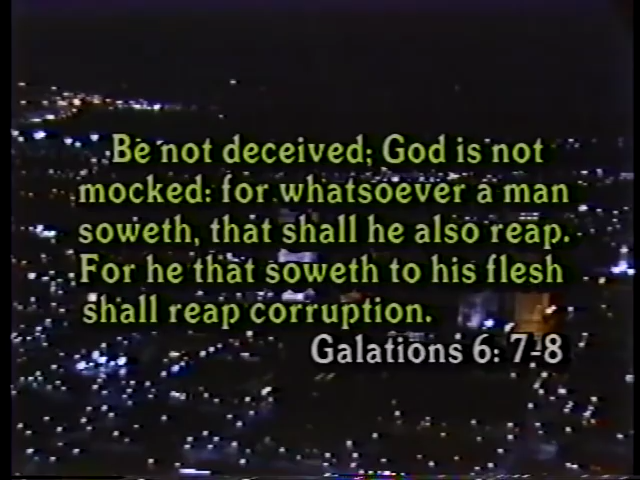 Be not deceived; God is not
mocked: for whatsoever a man
soweth, that shall he also reap.
For he that soweth to his flesh
shall reap corruption.
Galations 6: 7-8